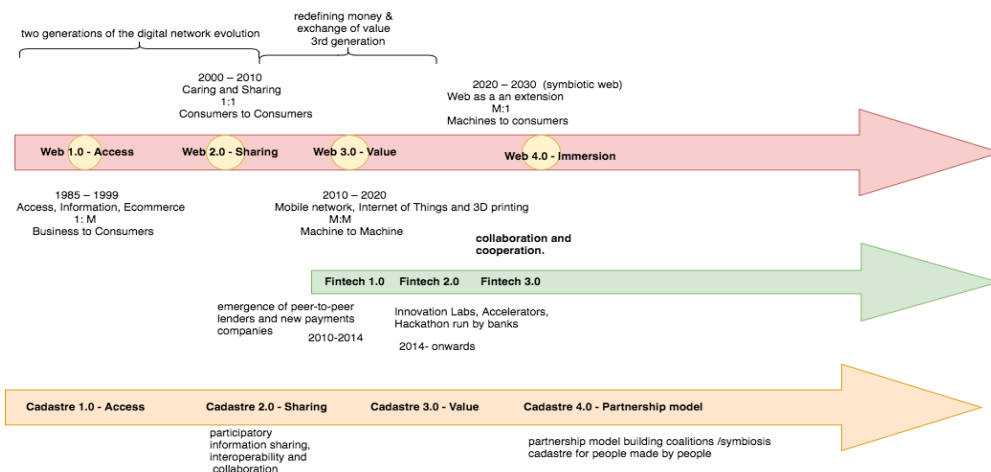 two generations of the digital network evolution
redefining money &
exchange of value
3rd generation
2000 – 2010
Caring and Sharing
1:1
Consumers to Consumers
2020 – 2030 (symbiotic web)
Web as a an extension
M:1
Machines to consumers
Web 1.0 - Access
Web 2.0 - Sharing
Web 3.0 - Value
Web 4.0 - Immersion
1985 – 1999
Access, Information, Ecommerce
1: M
Business to Consumers
2010 – 2020
Mobile network, Internet of Things and 3D printing
M:M
Machine to Machine
collaboration and
cooperation.
Fintech 1.0
Fintech 2.0
Fintech 3.0
emergence of peer-to-peer
lenders and new payments
companies
2010-2014
Innovation Labs, Accelerators,
Hackathon run by banks
2014- onwards
Cadastre 1.0 - Access
Cadastre 2.0 - Sharing
Cadastre 3.0 - Value
Cadastre 4.0 - Partnership model
participatory
information sharing,
interoperability and
collaboration
partnership model building coalitions /symbiosis
cadastre for people made by people